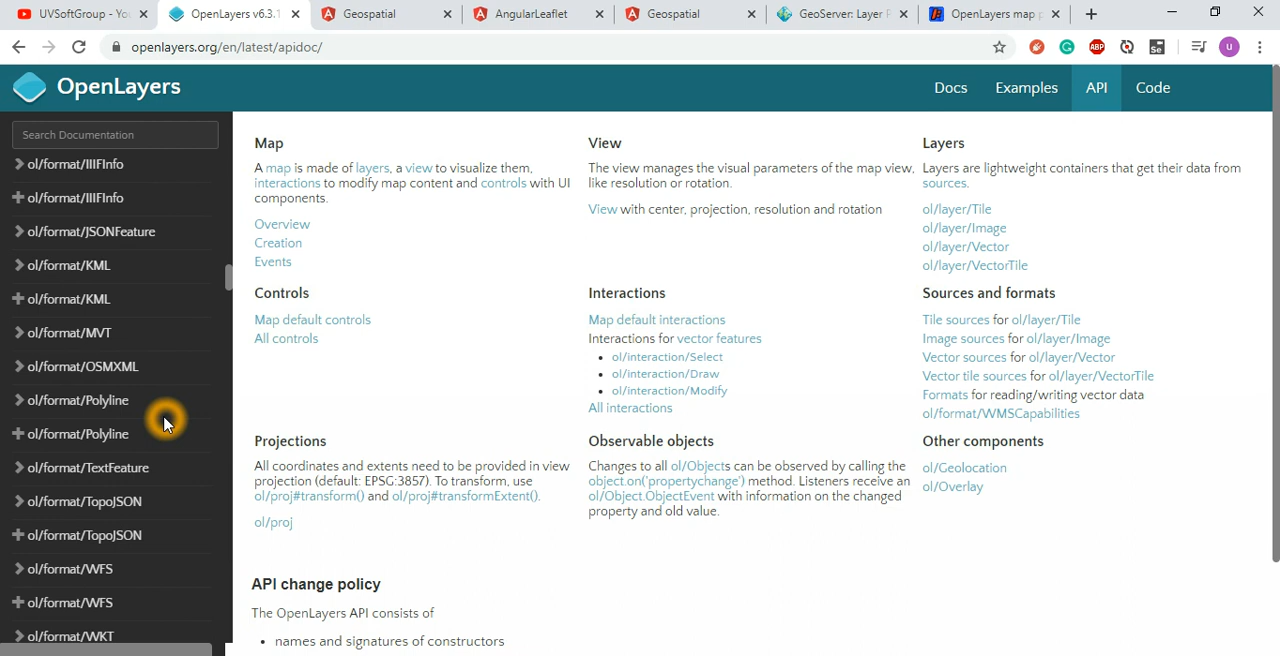 UVSoftGroup - Yo
OpenLayers v6.3.1
Geospatial
AngularLeaflet
Geospatial
GeoServer: Layer P
OpenLayers map p
openlayers.org/en/latest/apidoc/
ABP
Se
U
OpenLayers
Docs
Examples
API
Code
Search Documentation
ol/format/IIIFInfo
ol/format/IIIFInfo
ol/format/JSONFeature
ol/format/KML
ol/format/KML
ol/format/MVT
ol/format/OSMXML
ol/format/Polyline
ol/format/Polyline
ol/format/TextFeature
ol/format/TopoJSON
ol/format/TopoJSON
ol/format/WFS
ol/format/WFS
ol/format/WKT
Map
A map is made of layers, a view to visualize them,
interactions to modify map content and controls with UI
components.
Overview
Creation
Events
View
The view manages the visual parameters of the map view,
like resolution or rotation.
View with center, projection, resolution and rotation
Layers
Layers are lightweight containers that get their data from
sources.
ol/layer/Tile
ol/layer/Image
ol/layer/Vector
ol/layer/VectorTile
Controls
Map default controls
All controls
Interactions
Map default interactions
Interactions for vector features
• ol/interaction/Select
• ol/interaction/Draw
• ol/interaction/Modify
All interactions
Sources and formats
Tile sources for ol/layer/Tile
Image sources for ol/layer/Image
Vector sources for ol/layer/Vector
Vector tile sources for ol/layer/VectorTile
Formats for reading/writing vector data
ol/format/WMSCapabilities
Projections
All coordinates and extents need to be provided in view
projection (default: EPSG:3857). To transform, use
ol/proj#transform() and ol/proj#transformExtent().
ol/proj
Observable objects
Changes to all ol/Objects can be observed by calling the
object.on('propertychange') method. Listeners receive an
ol/Object.ObjectEvent with information on the changed
property and old value.
Other components
ol/Geolocation
ol/Overlay
API change policy
The OpenLayers API consists of
• names and signatures of constructors